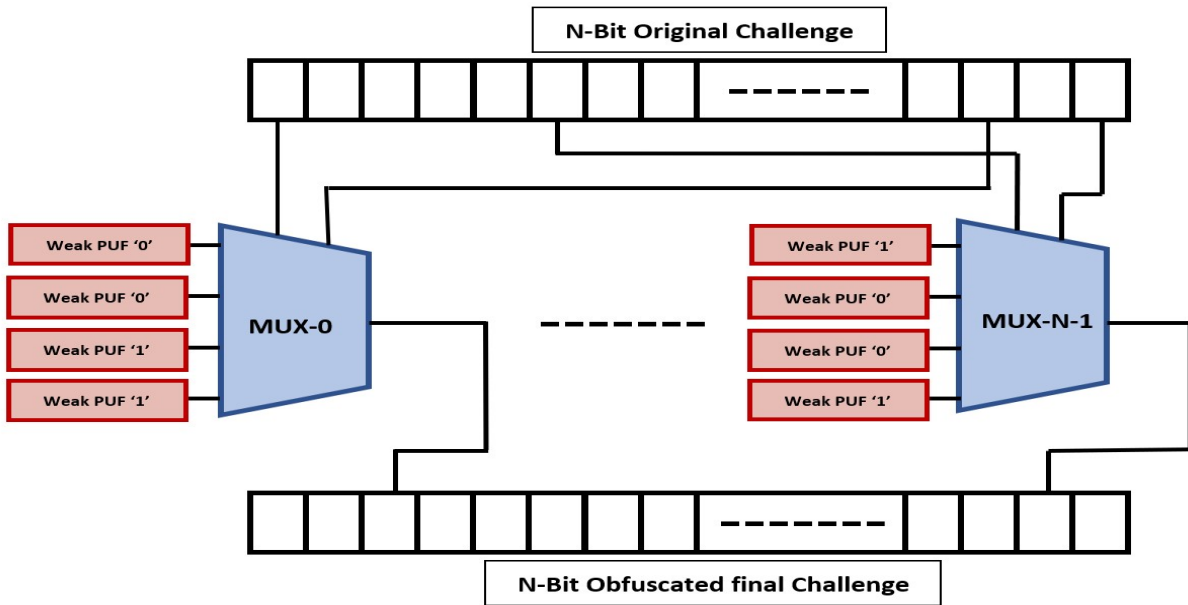 N-Bit Original Challenge
Weak PUF ‘0’
Weak PUF ‘0’
Weak PUF ‘1’
Weak PUF ‘1’
MUX-0
Weak PUF ‘1’
Weak PUF ‘0’
Weak PUF ‘0’
Weak PUF ‘1’
MUX-N-1
N-Bit Obfuscated final Challenge